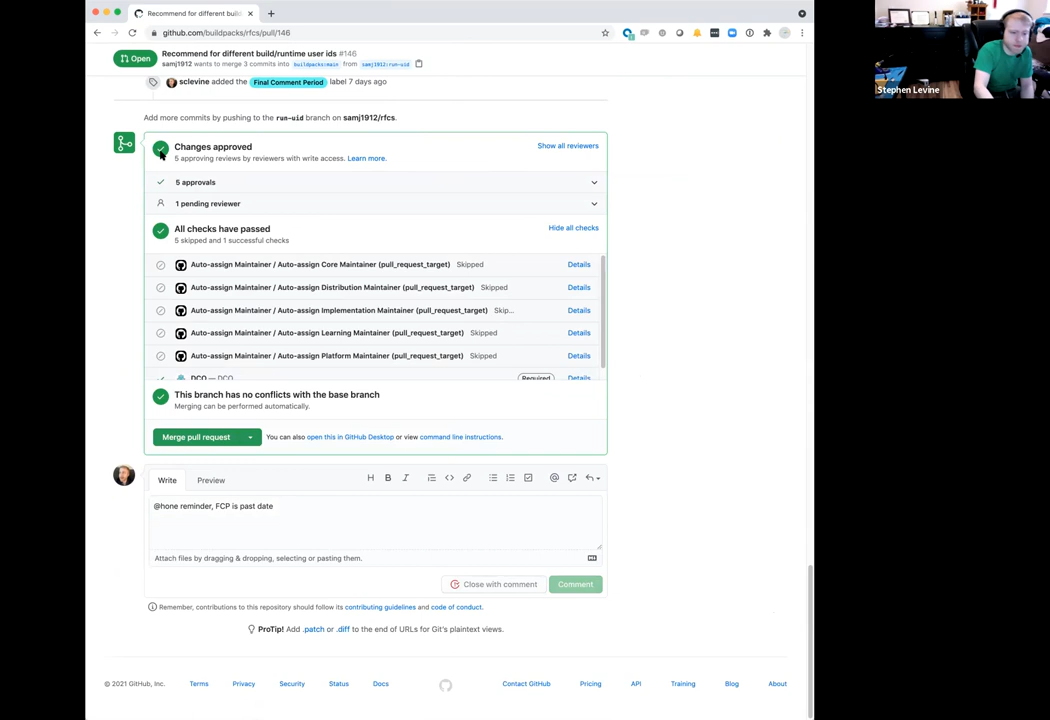 Recommend for different build/
github.com/buildpacks/rfcs/pull/146
Open
Recommend for different build/runtime user ids #146
samj1912 wants to merge 3 commits into buildpacks:main from samj1912:run-uid
sclevine added the Final Comment Period label 7 days ago
Add more commits by pushing to the run-uid branch on samj1912/rfcs.
Changes approved
Show all reviewers
5 approving reviews by reviewers with write access. Learn more.
5 approvals
1 pending reviewer
All checks have passed
Hide all checks
5 skipped and 1 successful checks
Auto-assign Maintainer / Auto-assign Core Maintainer (pull_request_target) Skipped Details
Auto-assign Maintainer / Auto-assign Distribution Maintainer (pull_request_target) Skipped Details
Auto-assign Maintainer / Auto-assign Implementation Maintainer (pull_request_target) Skip... Details
Auto-assign Maintainer / Auto-assign Learning Maintainer (pull_request_target) Skipped Details
Auto-assign Maintainer / Auto-assign Platform Maintainer (pull_request_target) Skipped Details
DCO — DCO Required Details
This branch has no conflicts with the base branch
Merging can be performed automatically.
Merge pull request You can also open this in GitHub Desktop or view command line instructions.
Write Preview H B I
@hone reminder, FCP is past date
Attach files by dragging & dropping, selecting or pasting them.
Close with comment Comment
Remember, contributions to this repository should follow its contributing guidelines and code of conduct.
ProTip! Add .patch or .diff to the end of URLs for Git's plaintext views.
© 2021 GitHub, Inc. Terms Privacy Security Status Docs Contact GitHub Pricing API Training Blog About
Stephen Levine